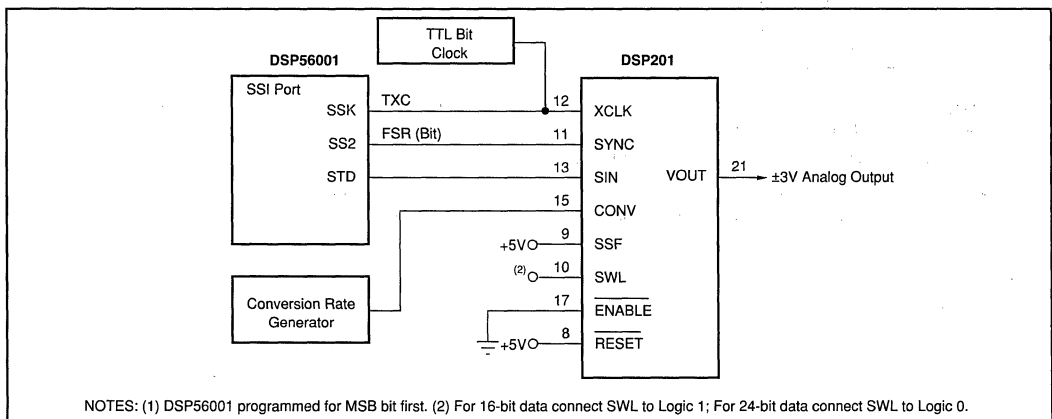 TTL Bit
Clock
DSP56001
DSP201
SSI Port
SSK TXC 12 XCLK
SS2 FSR (Bit) 11 SYNC
STD 13 SIN VOUT 21 ±3V Analog Output
15 CONV
+5V 9 SSF
(2) 10 SWL
Conversion Rate
Generator
17 ENABLE
+5V 8 RESET
NOTES: (1) DSP56001 programmed for MSB bit first. (2) For 16-bit data connect SWL to Logic 1; For 24-bit data connect SWL to Logic 0.